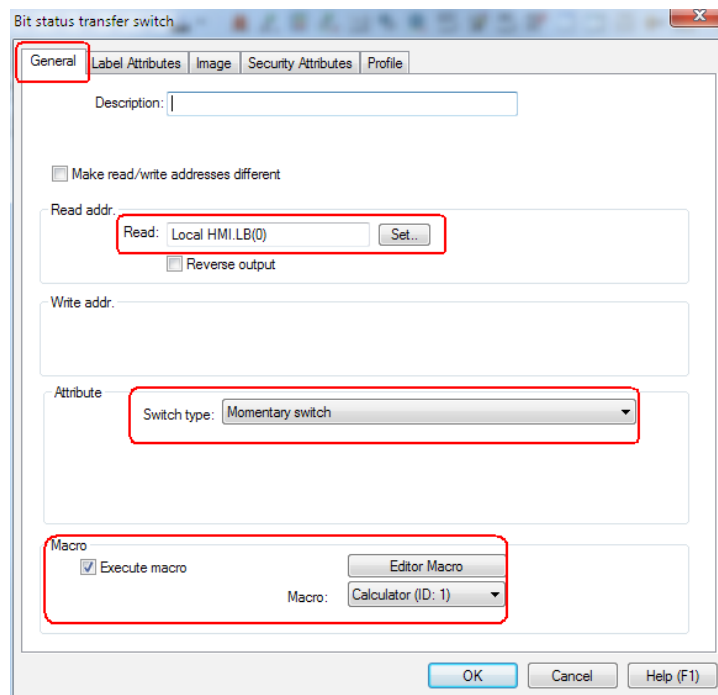 Bit status transfer switch
General Label Attributes Image Security Attributes Profile
Description:
Make read/write addresses different
Read addr.
Read: Local HMI.LB(0) Set..
Reverse output
Write addr.
Attribute
Switch type: Momentary switch
Macro
Execute macro Editor Macro
Macro: Calculator (ID: 1)
OK Cancel Help (F1)